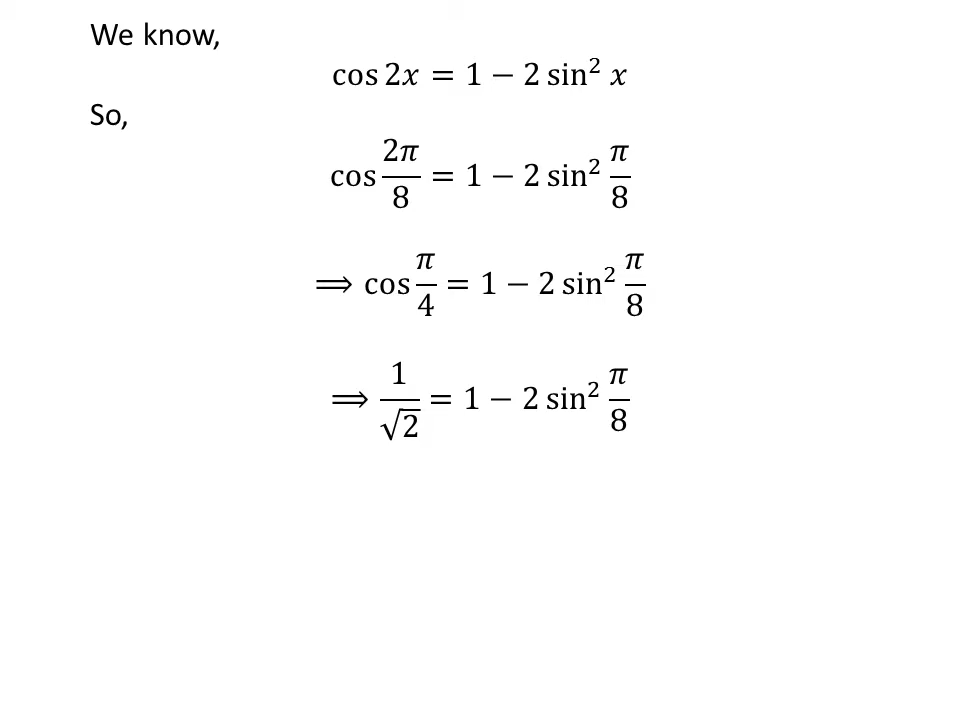 We know,
cos 2𝑥 = 1 − 2 sin² 𝑥
So,
cos 2𝜋/8 = 1 − 2 sin² 𝜋/8
⟹ cos 𝜋/4 = 1 − 2 sin² 𝜋/8
⟹ 1/√2 = 1 − 2 sin² 𝜋/8